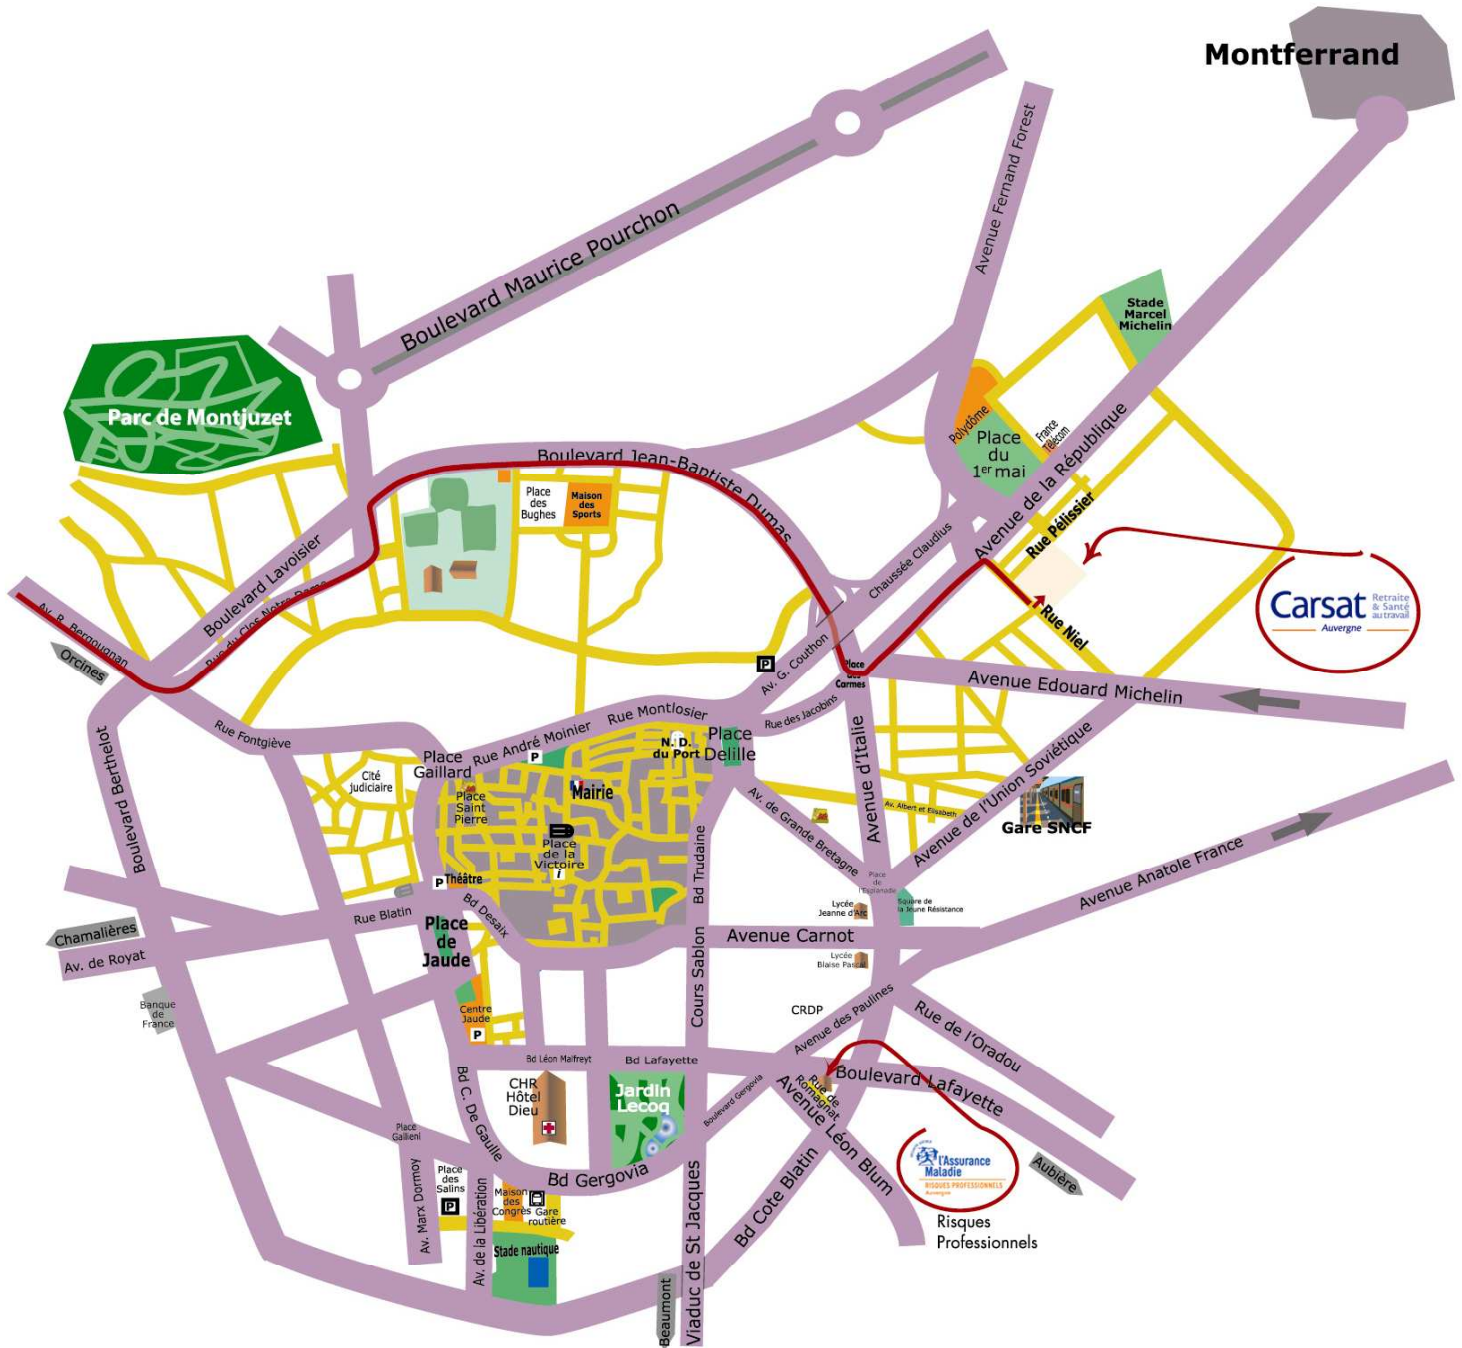 Montferrand
Boulevard Maurice Pourchon
Avenue Fernand Forest
Stade
Marcel
Michelin
Parc de Montjuzet
Polydôme
Place
du
1er mai
France
Télécom
Avenue de la République
Rue Pélissier
Boulevard Jean-Baptiste Dumas
Place
des
Bughes
Maison
des
Sports
Chaussée Claudius
Boulevard Lavoisier
Rue du Clos Notre Dame
Av. R. Bergougnan
Orcines
Carsat
Retraite
& Santé
au travail
Auvergne
Rue Niel
P
Av. G. Couthon
Place
des
Carmes
Avenue Edouard Michelin
Rue des Jacobins
Rue Montlosier
Rue André Moinier
Rue Fontgiève
Boulevard Berthelot
Place
Gaillard
P
N. D.
du Port
Place
Delille
Cité
judiciaire
Place
Saint
Pierre
Mairie
Avenue d'Italie
Av. Albert et Elisabeth
Avenue de l'Union Soviétique
Gare SNCF
Av. de Grande Bretagne
Place
de la
Victoire
i
Bd Trudaine
Avenue Anatole France
P
Théâtre
Place
de
l'Esplanade
Rue Blatin
Bd Desaix
Lycée
Jeanne d'Arc
Square de
la Jeune Résistance
Place
de
Jaude
Chamalières
Av. de Royat
Avenue Carnot
Lycée
Blaise Pascal
Cours Sablon
Banque
de
France
Centre
Jaude
P
CRDP
Avenue des Paulines
Rue de l'Oradou
Bd Léon Malfreyt
Bd Lafayette
Boulevard Lafayette
CHR
Hôtel
Dieu
Jardin
Lecoq
Boulevard Gergovia
Rue de
Romagnat
Avenue Léon Blum
Bd C. De Gaulle
Place
Gallieni
Bd Gergovia
Aubière
l'Assurance
Maladie
RISQUES PROFESSIONNELS
Auvergne
Risques
Professionnels
Place
des
Salins
P
Maison
des
Congrès
Gare
routière
Av. Marx Dormoy
Av. de la Libération
Stade nautique
Bd Cote Blatin
Viaduc de St Jacques
Beaumont